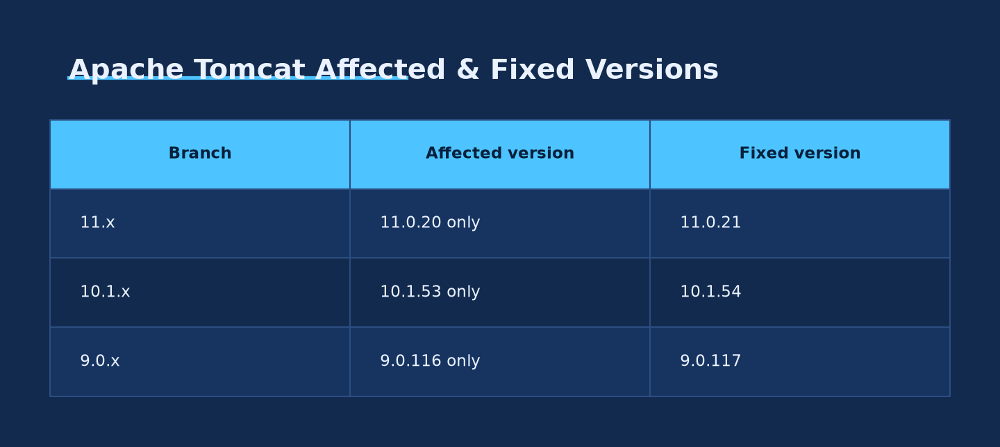 Apache Tomcat Affected & Fixed Versions
Branch Affected version Fixed version
11.x 11.0.20 only 11.0.21
10.1.x 10.1.53 only 10.1.54
9.0.x 9.0.116 only 9.0.117